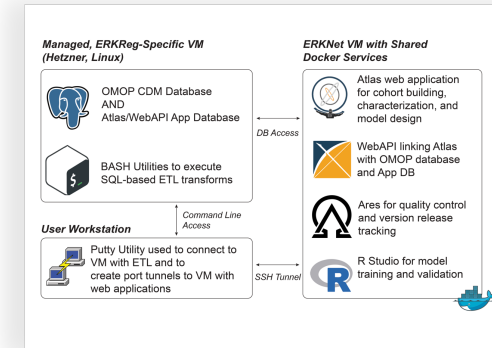 Managed, ERKReg-Specific VM
(Hetzner, Linux)
OMOP CDM Database
AND
Atlas/WebAPI App Database
BASH Utilities to execute
SQL-based ETL transforms
User Workstation
Putty Utility used to connect to
VM with ETL and to
create port tunnels to VM with
web applications
DB Access
Command Line
Access
SSH Tunnel
ERKNet VM with Shared
Docker Services
Atlas web application
for cohort building,
characterization, and
model design
WebAPI linking Atlas
with OMOP database
and App DB
Ares for quality control
and version release
tracking
R Studio for model
training and validation
R